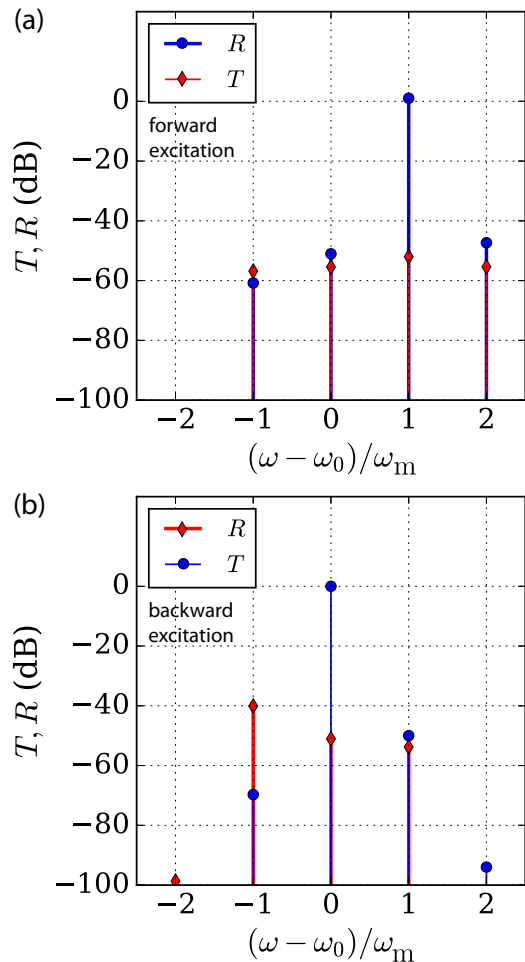 (a)
R
T
forward
excitation
0
−20
−40
−60
−80
−100
T, R (dB)
−2 −1 0 1 2
(ω − ω₀)/ωₘ
(b)
R
T
backward
excitation
0
−20
−40
−60
−80
−100
T, R (dB)
−2 −1 0 1 2
(ω − ω₀)/ωₘ